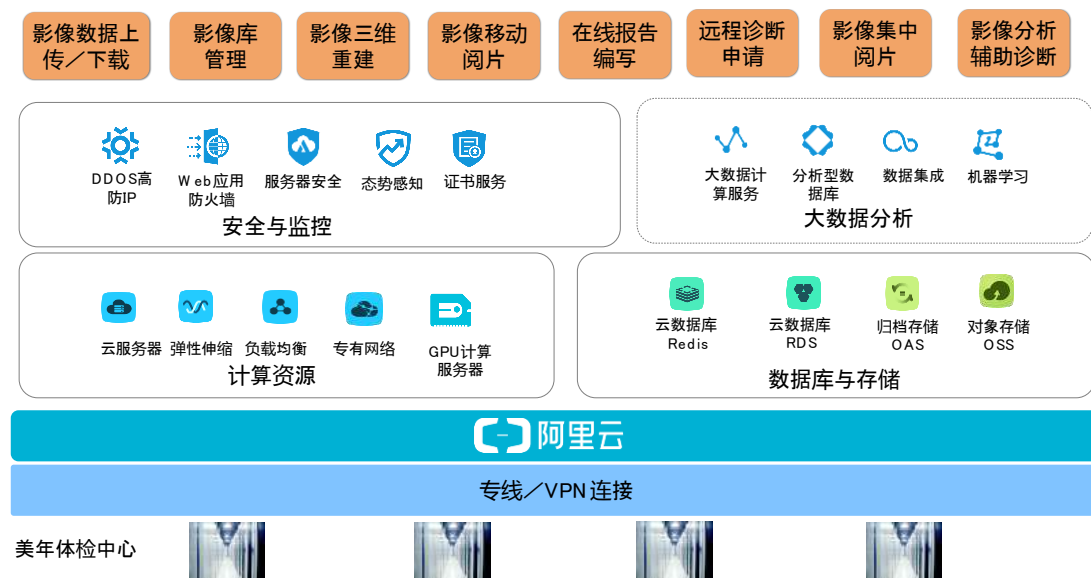 影像数据上
传／下载
影像库
管理
影像三维
重建
影像移动
阅片
在线报告
编写
远程诊断
申请
影像集中
阅片
影像分析
辅助诊断
DDOS高
防IP
Web应用
防火墙
服务器安全
态势感知
证书服务
安全与监控
大数据计
算服务
分析型数
据库
数据集成
机器学习
大数据分析
云服务器
弹性伸缩
负载均衡
专有网络
GPU计算
服务器
计算资源
云数据库
Redis
云数据库
RDS
归档存储
OAS
对象存储
OSS
数据库与存储
阿里云
专线／VPN连接
美年体检中心